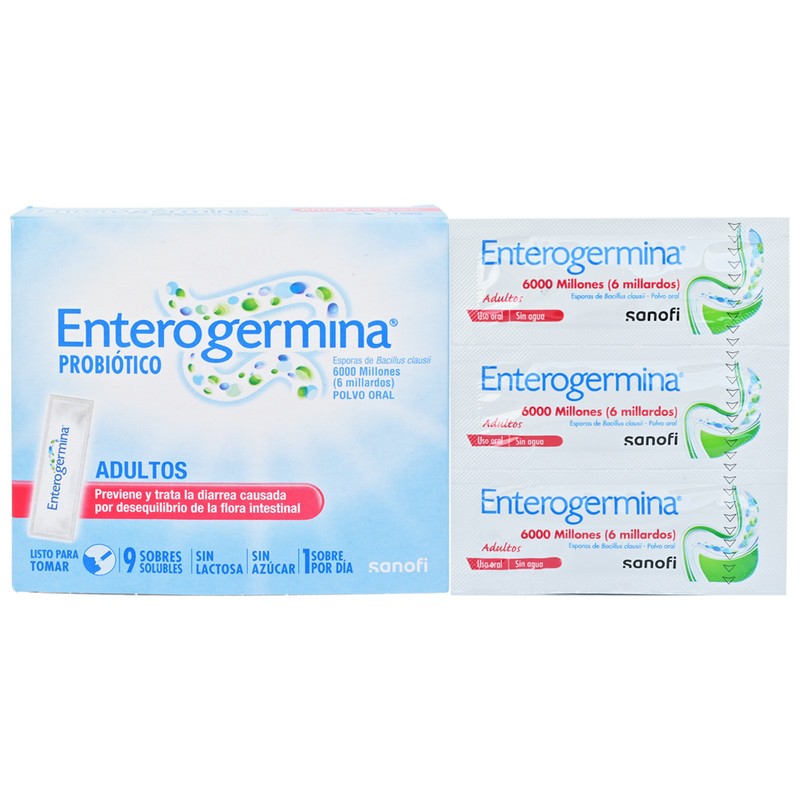 Enterogermina®
PROBIÓTICO
Esporas de Bacillus clausii
6000 Millones
(6 millardos)
POLVO ORAL
Enterogermina
ADULTOS
Previene y trata la diarrea causada
por desequilibrio de la flora intestinal
LISTO PARA TOMAR
9 SOBRES SOLUBLES
SIN LACTOSA
SIN AZÚCAR
1 SOBRE POR DÍA
sanofi
Enterogermina®
6000 Millones (6 millardos)
Adultos
Esporas de Bacillus clausii - Polvo oral
Uso oral | Sin agua
sanofi
Enterogermina®
6000 Millones (6 millardos)
Adultos
Esporas de Bacillus clausii - Polvo oral
Uso oral | Sin agua
sanofi
Enterogermina®
6000 Millones (6 millardos)
Adultos
Esporas de Bacillus clausii - Polvo oral
Uso oral | Sin agua
sanofi